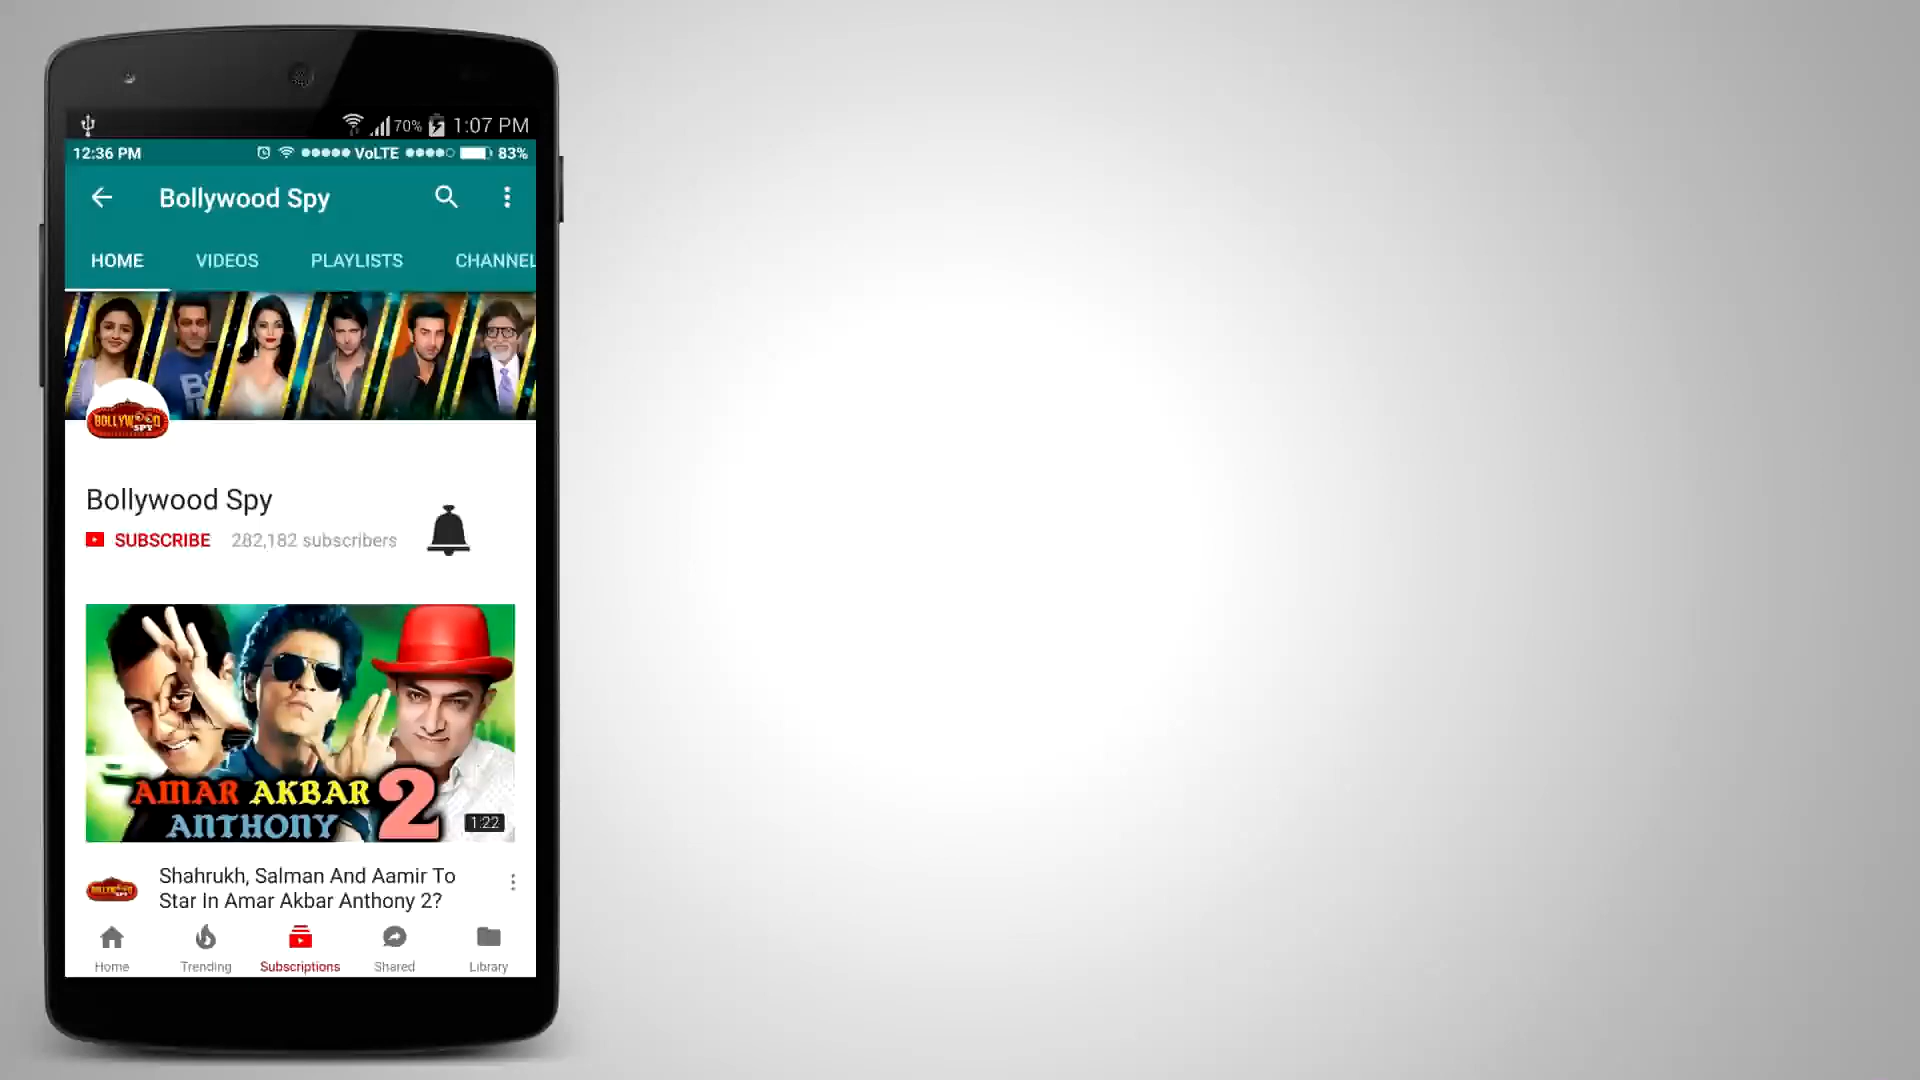 70% 1:07 PM
12:36 PM VoLTE 83%
Bollywood Spy
HOME VIDEOS PLAYLISTS CHANNEL
BOLLYWOOD
SPY
Bollywood Spy
SUBSCRIBE 282,182 subscribers
AMAR AKBAR 2
ANTHONY
1:22
Shahrukh, Salman And Aamir To
Star In Amar Akbar Anthony 2?
Home Trending Subscriptions Shared Library